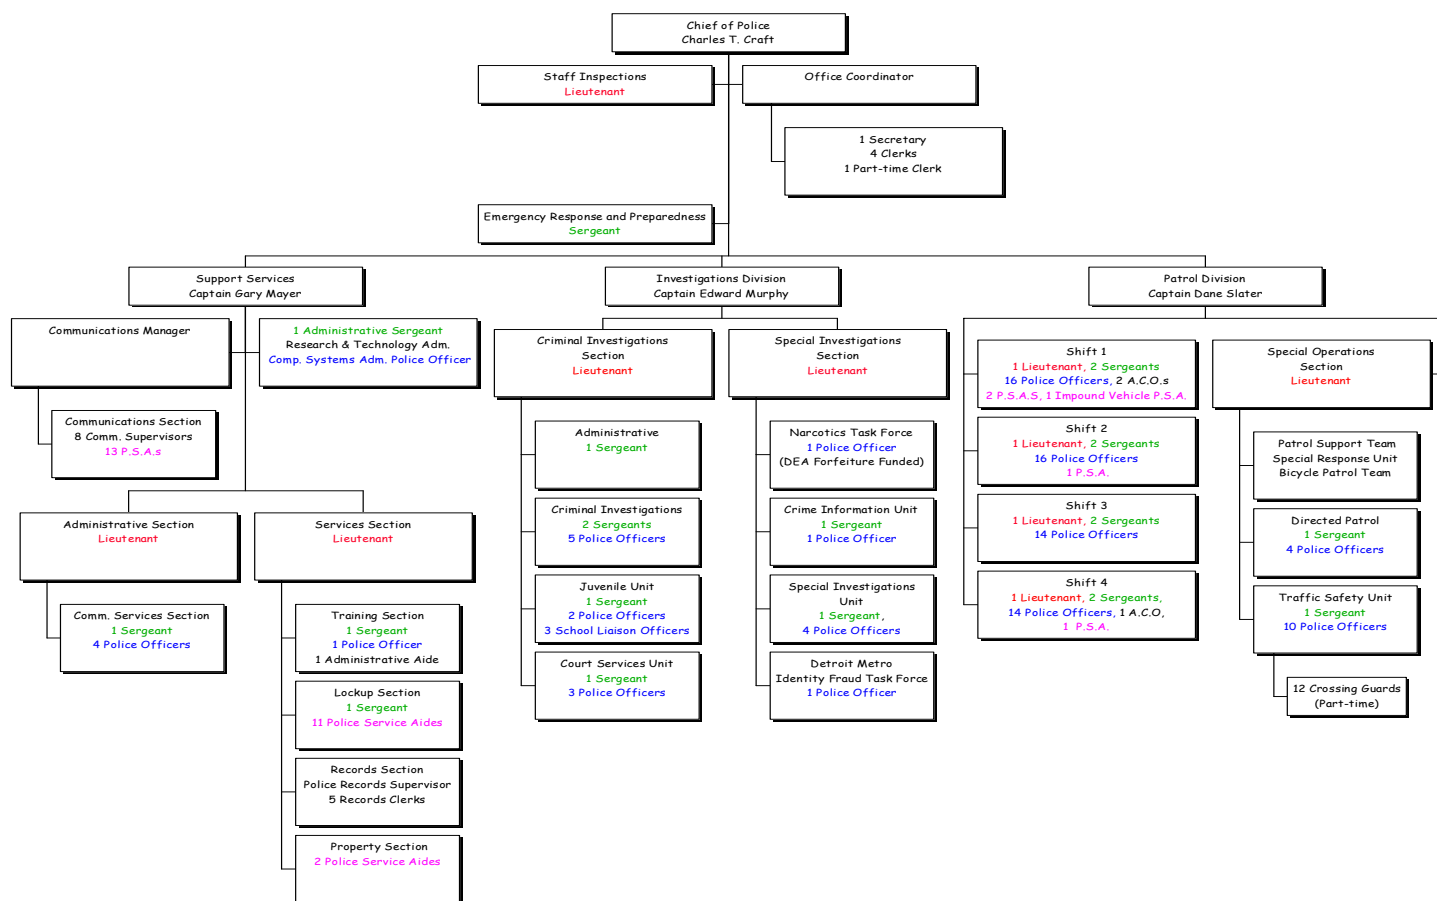 Chief of Police
Charles T. Craft
Staff Inspections
Lieutenant
Office Coordinator
1 Secretary
4 Clerks
1 Part-time Clerk
Emergency Response and Preparedness
Sergeant
Support Services
Captain Gary Mayer
Investigations Division
Captain Edward Murphy
Patrol Division
Captain Dane Slater
Communications Manager
1 Administrative Sergeant
Research & Technology Adm.
Comp. Systems Adm. Police Officer
Communications Section
8 Comm. Supervisors
13 P.S.A.s
Administrative Section
Lieutenant
Services Section
Lieutenant
Comm. Services Section
1 Sergeant
4 Police Officers
Training Section
1 Sergeant
1 Police Officer
1 Administrative Aide
Lockup Section
1 Sergeant
11 Police Service Aides
Records Section
Police Records Supervisor
5 Records Clerks
Property Section
2 Police Service Aides
Criminal Investigations
Section
Lieutenant
Administrative
1 Sergeant
Criminal Investigations
2 Sergeants
5 Police Officers
Juvenile Unit
1 Sergeant
2 Police Officers
3 School Liaison Officers
Court Services Unit
1 Sergeant
3 Police Officers
Special Investigations
Section
Lieutenant
Narcotics Task Force
1 Police Officer
(DEA Forfeiture Funded)
Crime Information Unit
1 Sergeant
1 Police Officer
Special Investigations
Unit
1 Sergeant,
4 Police Officers
Detroit Metro
Identity Fraud Task Force
1 Police Officer
Shift 1
1 Lieutenant, 2 Sergeants
16 Police Officers, 2 A.C.O.s
2 P.S.A.S, 1 Impound Vehicle P.S.A.
Shift 2
1 Lieutenant, 2 Sergeants
16 Police Officers
1 P.S.A.
Shift 3
1 Lieutenant, 2 Sergeants
14 Police Officers
Shift 4
1 Lieutenant, 2 Sergeants,
14 Police Officers, 1 A.C.O,
1 P.S.A.
Special Operations
Section
Lieutenant
Patrol Support Team
Special Response Unit
Bicycle Patrol Team
Directed Patrol
1 Sergeant
4 Police Officers
Traffic Safety Unit
1 Sergeant
10 Police Officers
12 Crossing Guards
(Part-time)